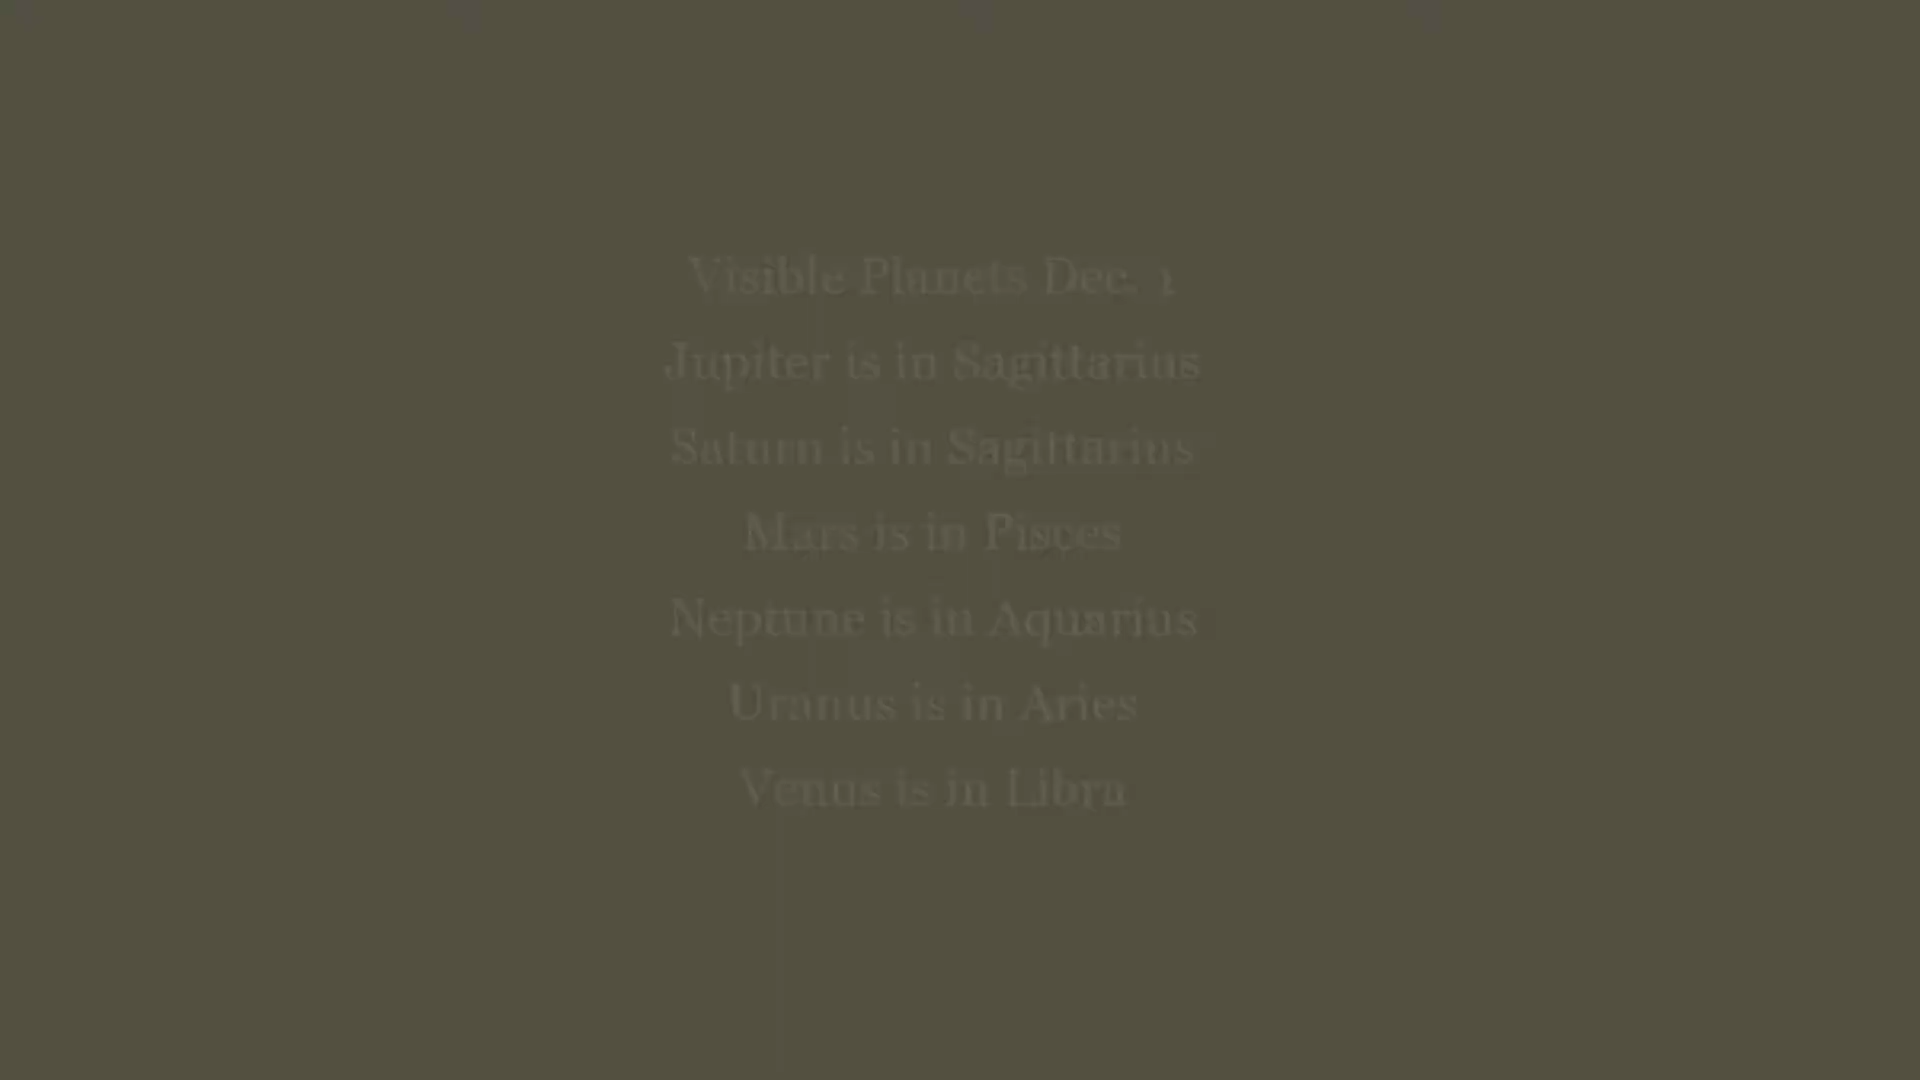 Visible Planets Dec. 1
Jupiter is in Sagittarius
Saturn is in Sagittarius
Mars is in Pisces
Neptune is in Aquarius
Uranus is in Aries
Venus is in Libra